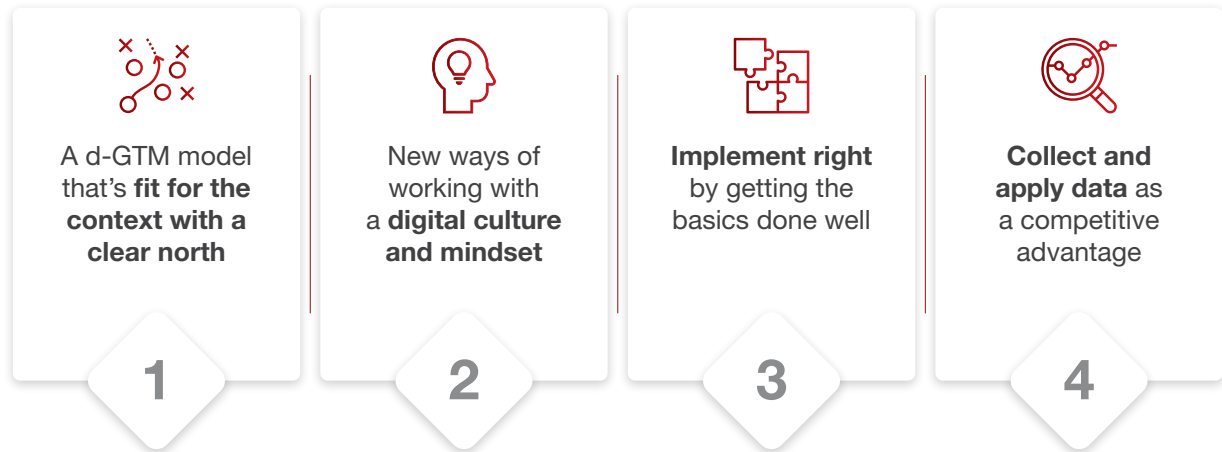 A d-GTM model
that's fit for the
context with a
clear north
1
New ways of
working with
a digital culture
and mindset
2
Implement right
by getting the
basics done well
3
Collect and
apply data as
a competitive
advantage
4